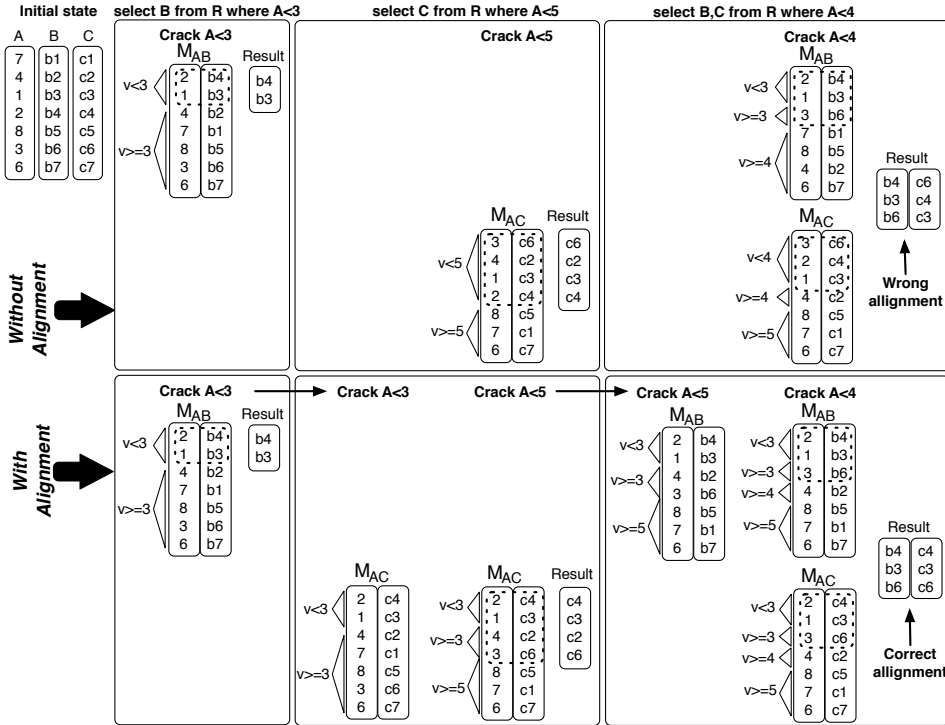 Initial state
A B C
7 b1 c1
4 b2 c2
1 b3 c3
2 b4 c4
8 b5 c5
3 b6 c6
6 b7 c7
select B from R where A<3
select C from R where A<5
select B,C from R where A<4
Without
Alignment
Crack A<3
MAB
Result
v<3
v>=3
2 b4
1 b3
4 b2
7 b1
8 b5
3 b6
6 b7
b4
b3
Crack A<5
MAC
Result
v<5
v>=5
3 c6
4 c2
1 c3
2 c4
8 c5
7 c1
6 c7
c6
c2
c3
c4
Crack A<4
MAB
v<3
v>=3
v>=4
2 b4
1 b3
3 b6
7 b1
8 b5
4 b2
6 b7
MAC
v<4
v>=4
v>=5
3 c6
2 c4
1 c3
4 c2
8 c5
7 c1
6 c7
Result
b4 c6
b3 c4
b6 c3
Wrong
allignment
With
Alignment
Crack A<3
MAB
Result
v<3
v>=3
2 b4
1 b3
4 b2
7 b1
8 b5
3 b6
6 b7
b4
b3
Crack A<3
MAC
v<3
v>=3
2 c4
1 c3
4 c2
7 c1
8 c5
3 c6
6 c7
Crack A<5
MAC
Result
v<3
v>=3
v>=5
2 c4
1 c3
4 c2
3 c6
8 c5
7 c1
6 c7
c4
c3
c2
c6
Crack A<5
MAB
v<3
v>=3
v>=5
2 b4
1 b3
4 b2
3 b6
8 b5
7 b1
6 b7
Crack A<4
MAB
v<3
v>=3
v>=4
v>=5
2 b4
1 b3
3 b6
4 b2
8 b5
7 b1
6 b7
MAC
v<3
v>=3
v>=4
v>=5
2 c4
1 c3
3 c6
4 c2
8 c5
7 c1
6 c7
Result
b4 c4
b3 c3
b6 c6
Correct
alignment